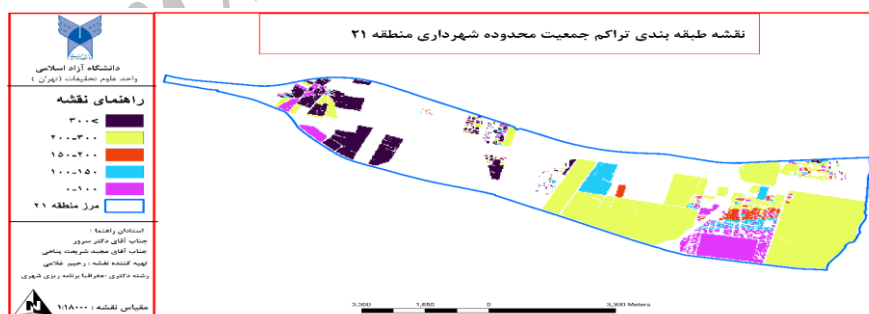 نقشه طبقه بندی تراکم جمعیت محدوده شهرداری منطقه ۲۱
دانشگاه آزاد اسلامی
واحد علوم تحقیقات (تهران )
راهنمای نقشه
۳۰۰<
۲۰۰-۳۰۰
۱۵۰-۲۰۰
۱۰۰-۱۵۰
۰-۱۰۰
مرز منطقه ۲۱
استادان راهنما :
جناب آقای دکتر سرور
جناب آقای مجید شریعت پناهی
تهیه کننده نقشه : رحیم غلامی
رشته دکتری :جغرافیا برنامه ریزی شهری
مقیاس نقشه : ۱:۱۸۰۰۰
N
3,300 1,650 0 3,300 Meters